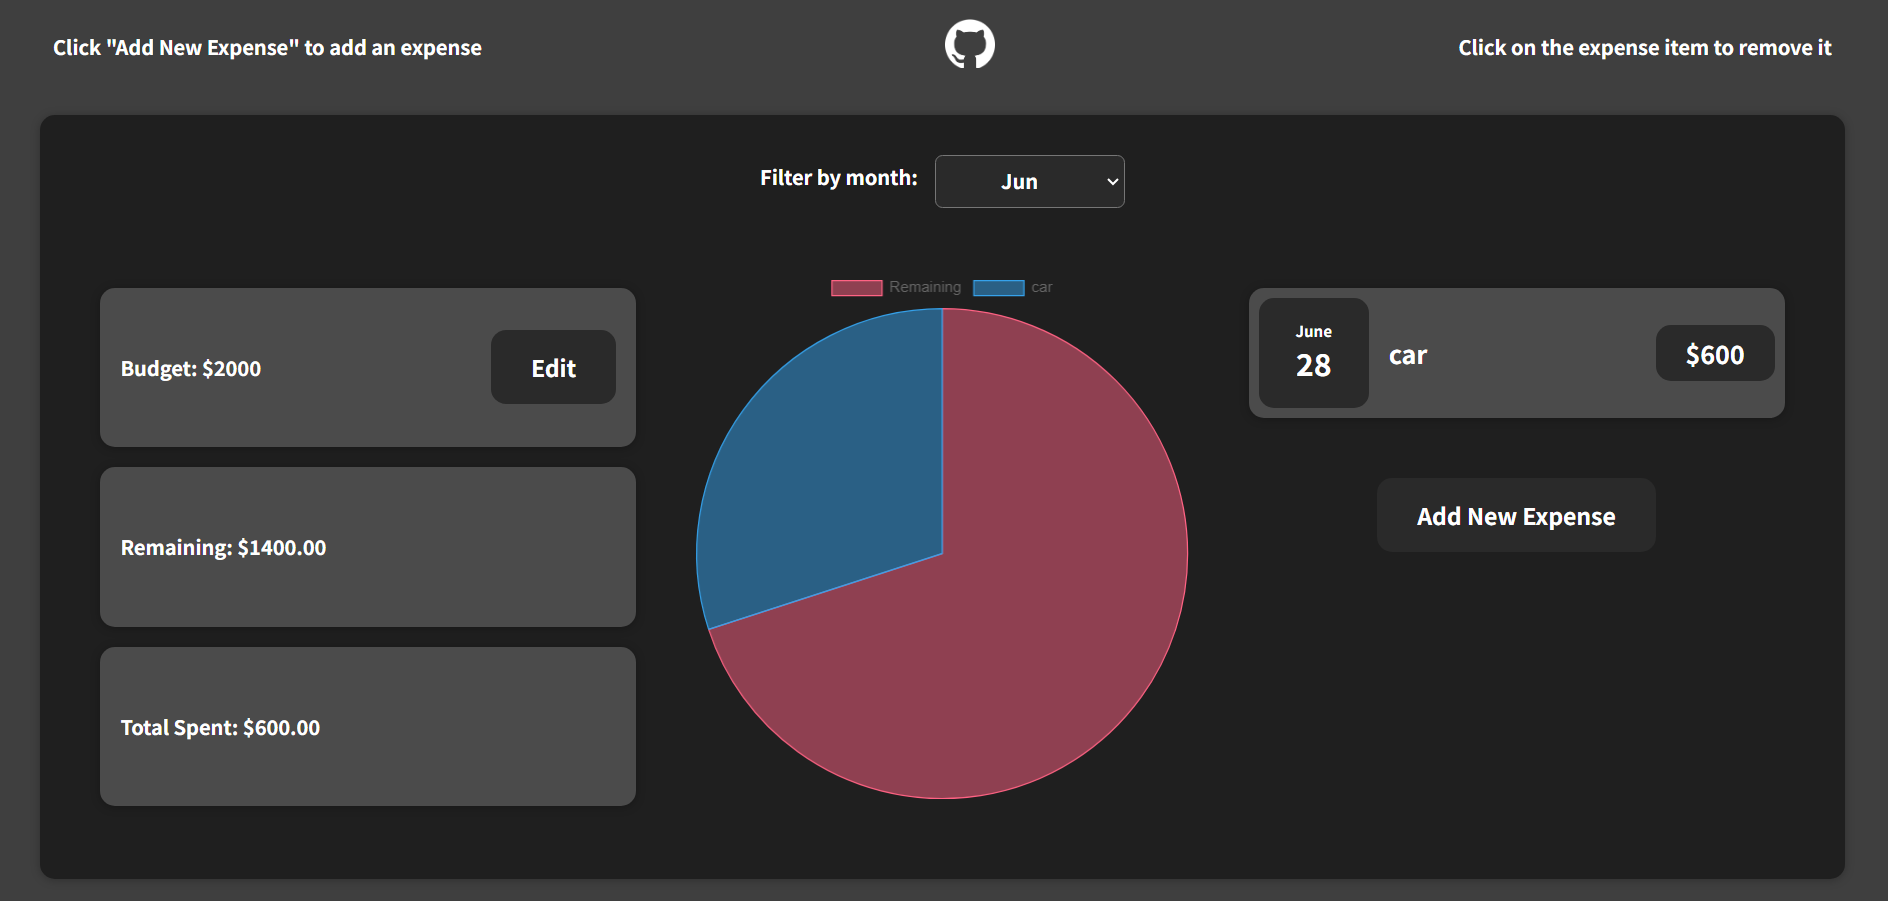 Click "Add New Expense" to add an expense
Click on the expense item to remove it
Filter by month:
Jun
Budget: $2000
Edit
Remaining: $1400.00
Total Spent: $600.00
Remaining
car
June
28
car
$600
Add New Expense